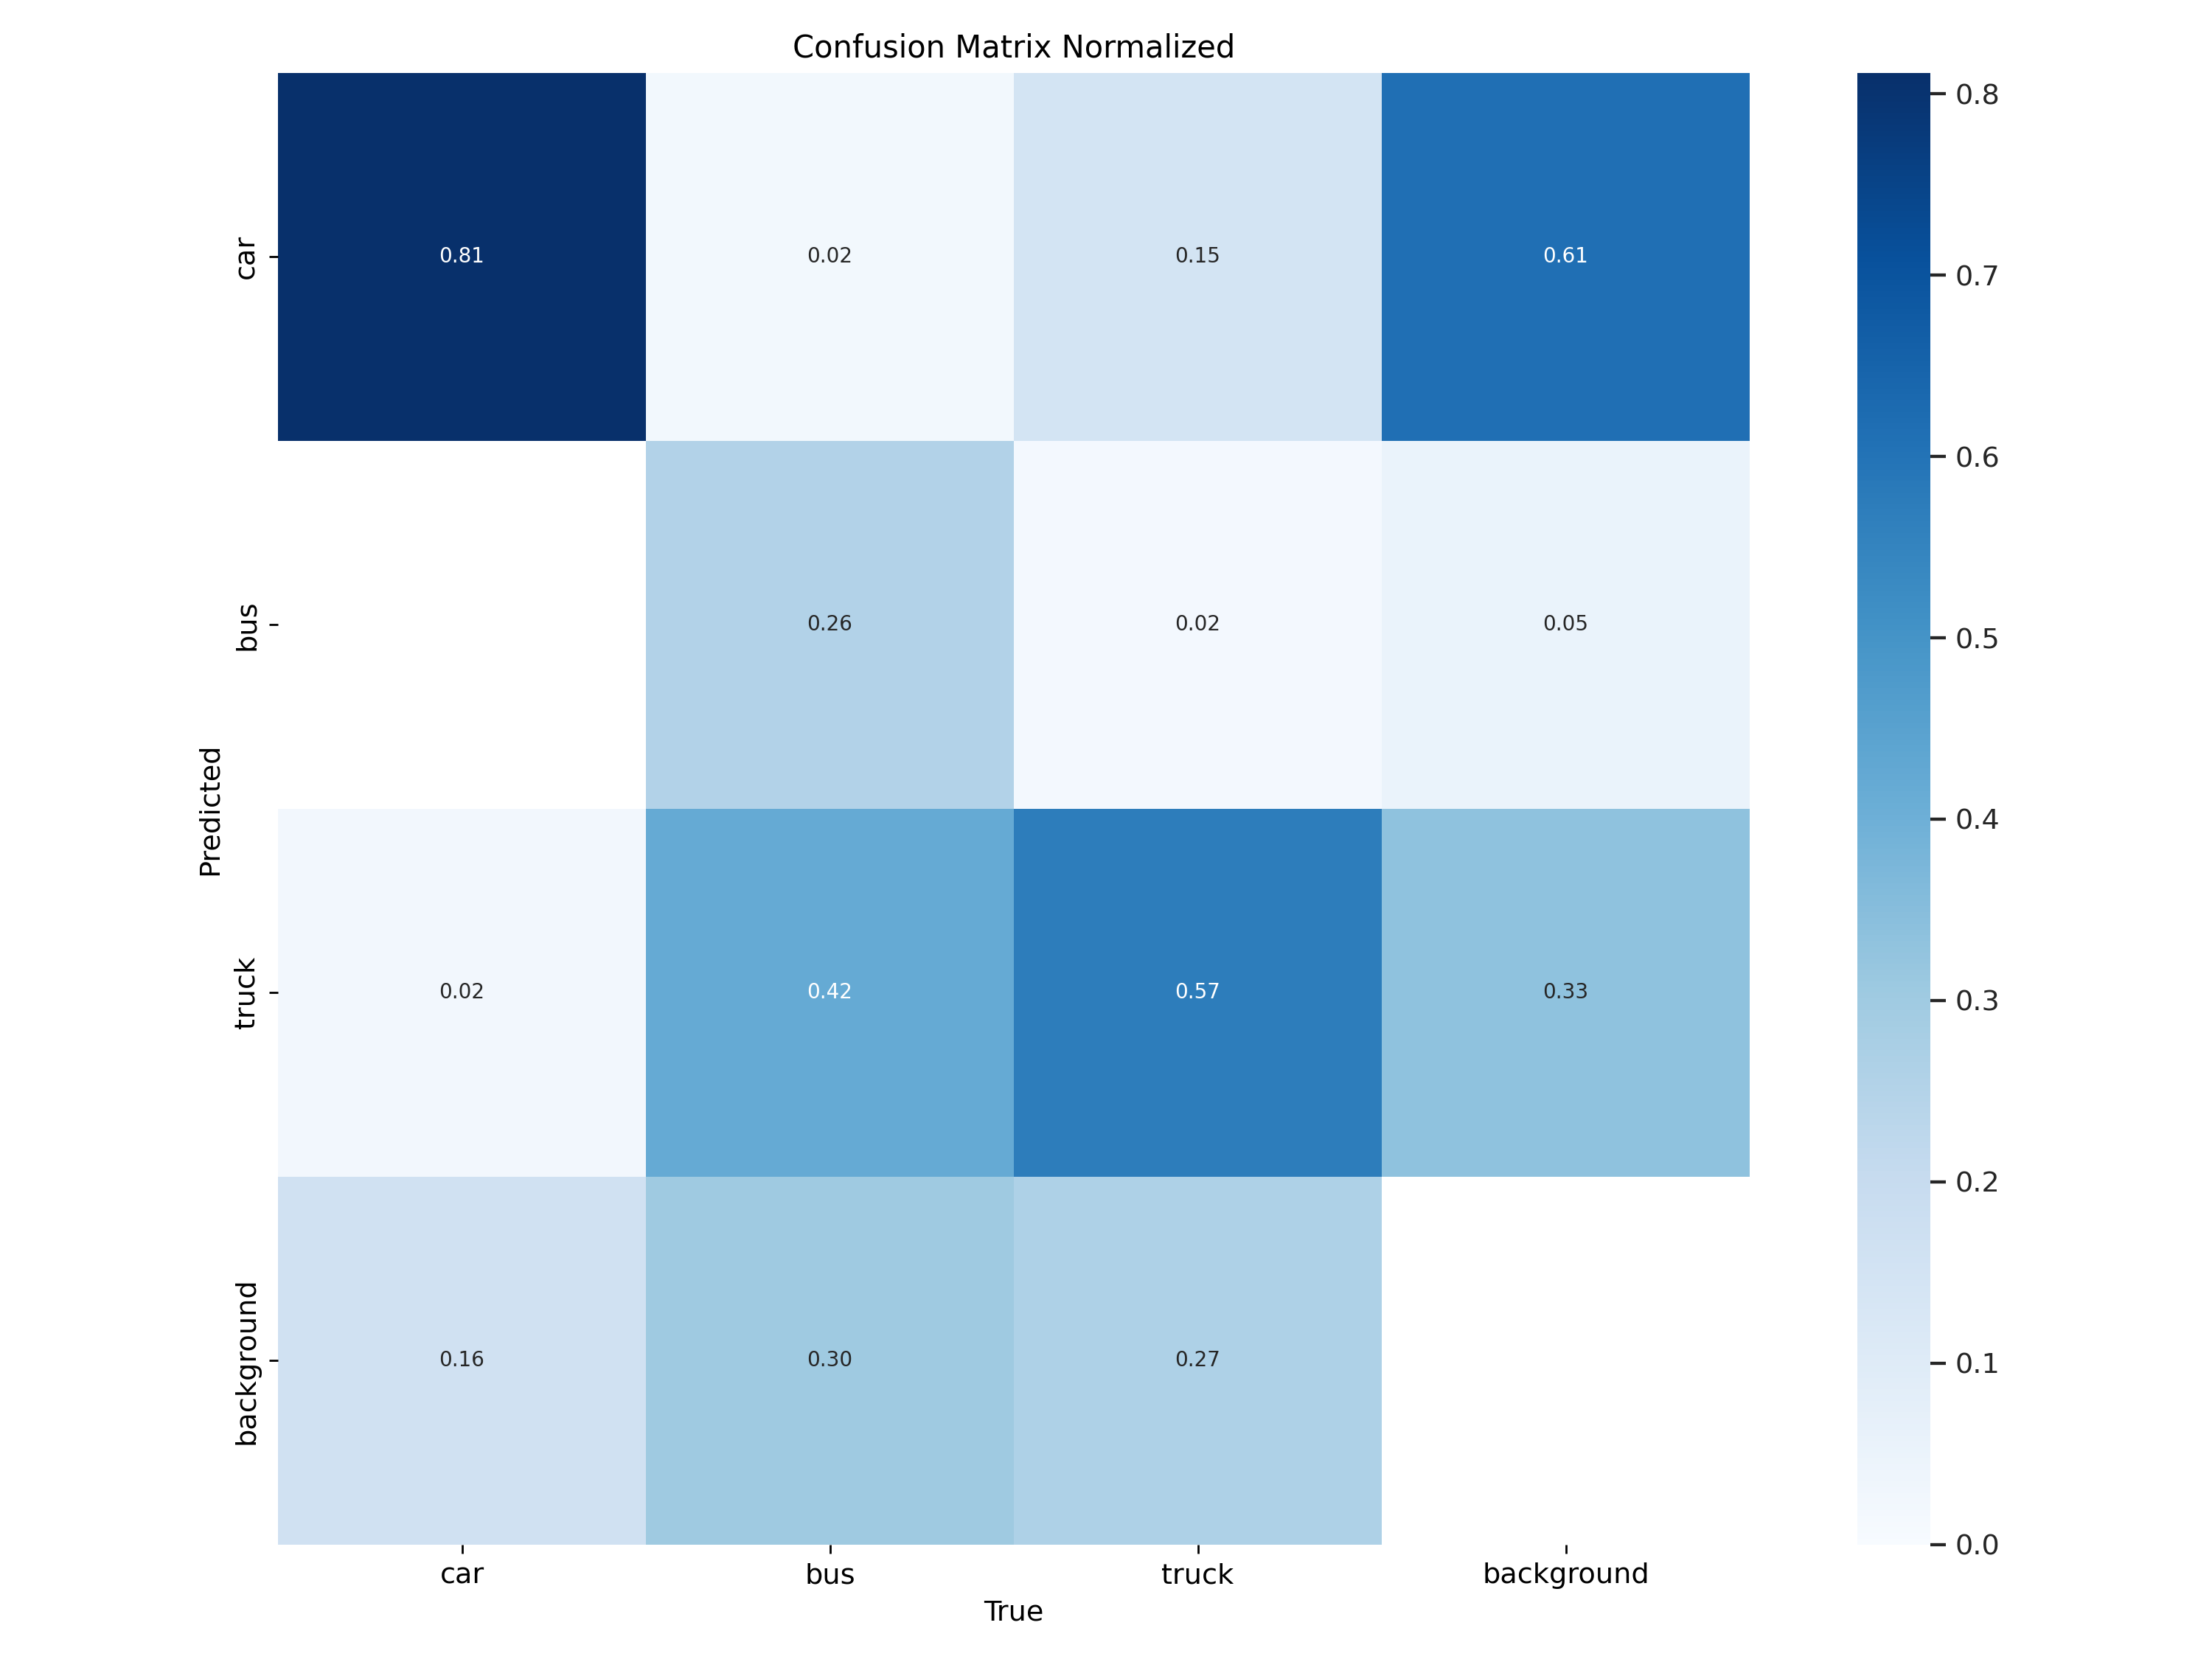 Confusion Matrix Normalized
car
0.81
0.02
0.15
0.61
bus
0.26
0.02
0.05
truck
0.02
0.42
0.57
0.33
background
0.16
0.30
0.27
car
bus
truck
background
True
Predicted
0.8
0.7
0.6
0.5
0.4
0.3
0.2
0.1
0.0